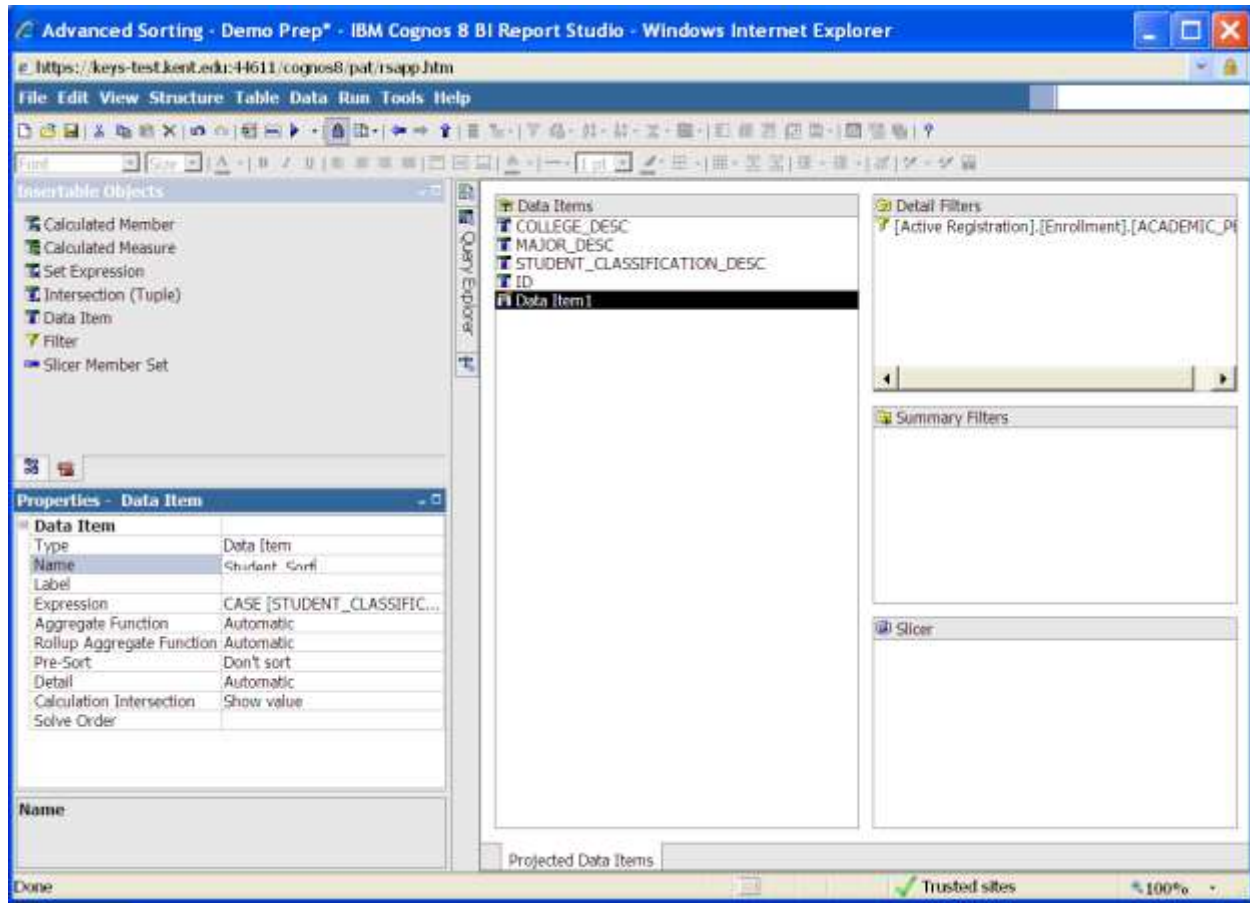 Advanced Sorting - Demo Prep* - IBM Cognos 8 BI Report Studio - Windows Internet Explorer
https://keys-test.kent.edu:44611/cognos8/pat/rsapp.htm
File Edit View Structure Table Data Run Tools Help
Font Size 1 pt
Insertable Objects
Calculated Member
Calculated Measure
Set Expression
Intersection (Tuple)
Data Item
Filter
Slicer Member Set
Query Explorer
Data Items
COLLEGE_DESC
MAJOR_DESC
STUDENT_CLASSIFICATION_DESC
ID
Data Item1
Detail Filters
[Active Registration].[Enrollment].[ACADEMIC_PE
Summary Filters
Slicer
Properties - Data Item
Data Item
Type Data Item
Name Student_Sort
Label
Expression CASE [STUDENT_CLASSIFIC...
Aggregate Function Automatic
Rollup Aggregate Function Automatic
Pre-Sort Don't sort
Detail Automatic
Calculation Intersection Show value
Solve Order
Name
Projected Data Items
Done Trusted sites 100%